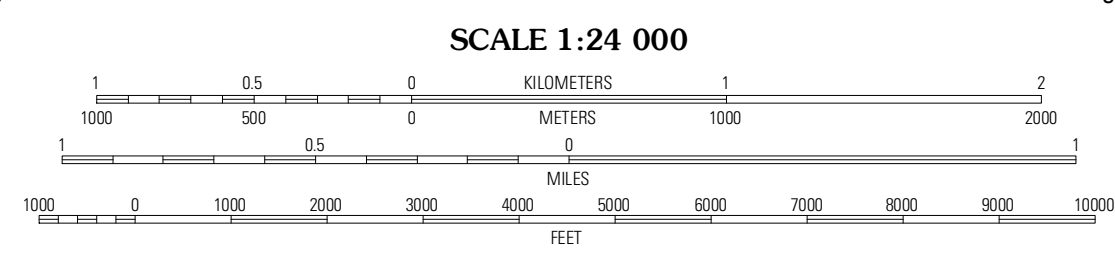 SCALE 1:24 000
1 0.5 0 KILOMETERS 1 2
1000 500 0 METERS 1000 2000
1 0.5 0 1
MILES
1000 0 1000 2000 3000 4000 5000 6000 7000 8000 9000 10000
FEET